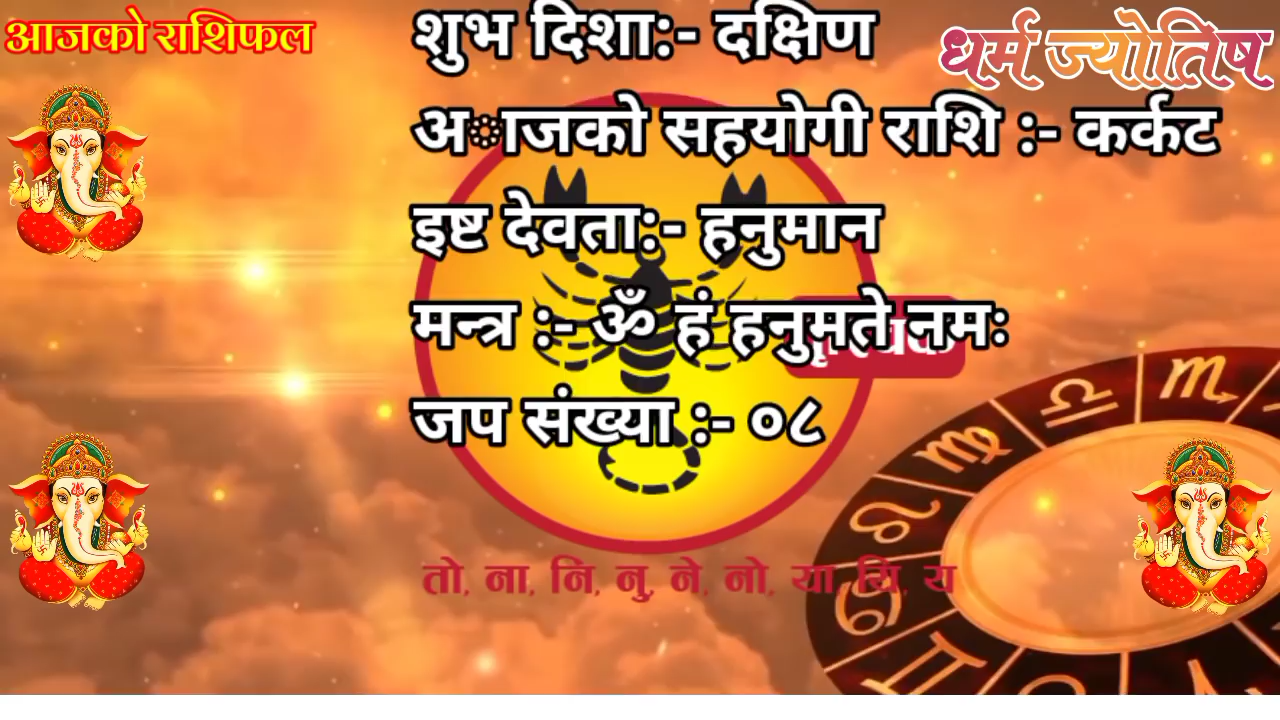 आजको राशिफल
धर्म ज्योतिष
शुभ दिशा:- दक्षिण
अाजको सहयोगी राशि :- कर्कट
इष्ट देवता:- हनुमान
मन्त्र :- ॐ हं हनुमते नमः
जप संख्या :- ०८
तो, ना, नि, नु, ने, नो, या, यि, य